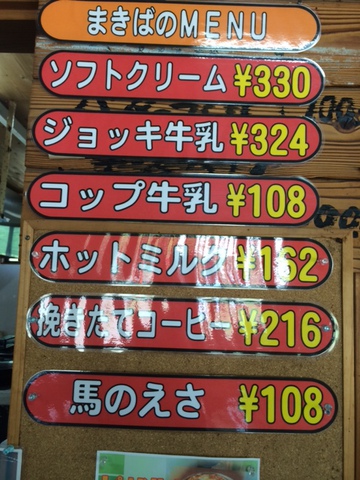 まきばのMENU
ソフトクリーム ¥330
ジョッキ牛乳 ¥324
コップ牛乳 ¥108
ホットミルク ¥162
挽きたてコーヒー ¥216
馬のえさ ¥108